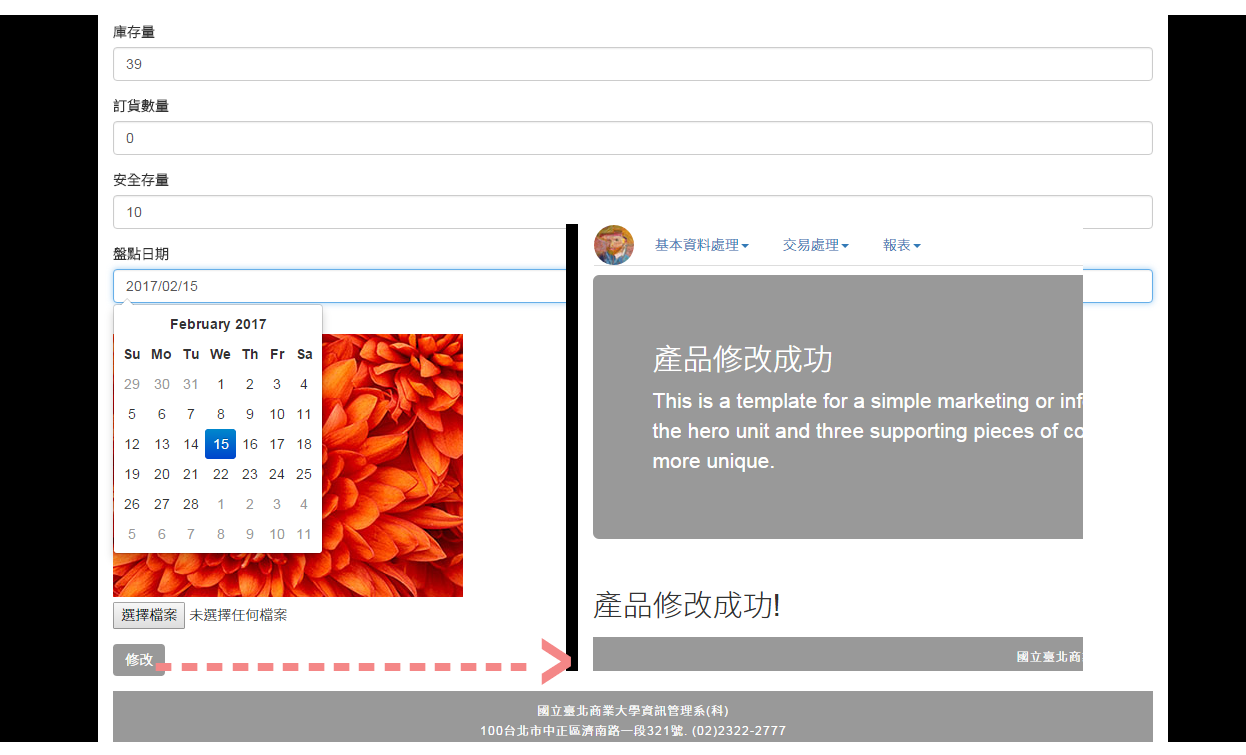 庫存量
39
訂貨數量
0
安全存量
10
盤點日期
2017/02/15
February 2017
Su Mo Tu We Th Fr Sa
29 30 31 1 2 3 4
5 6 7 8 9 10 11
12 13 14 15 16 17 18
19 20 21 22 23 24 25
26 27 28 1 2 3 4
5 6 7 8 9 10 11
選擇檔案 未選擇任何檔案
修改
基本資料處理 交易處理 報表
產品修改成功
This is a template for a simple marketing or inf
the hero unit and three supporting pieces of co
more unique.
產品修改成功!
國立臺北商
國立臺北商業大學資訊管理系(科)
100台北市中正區濟南路一段321號. (02)2322-2777